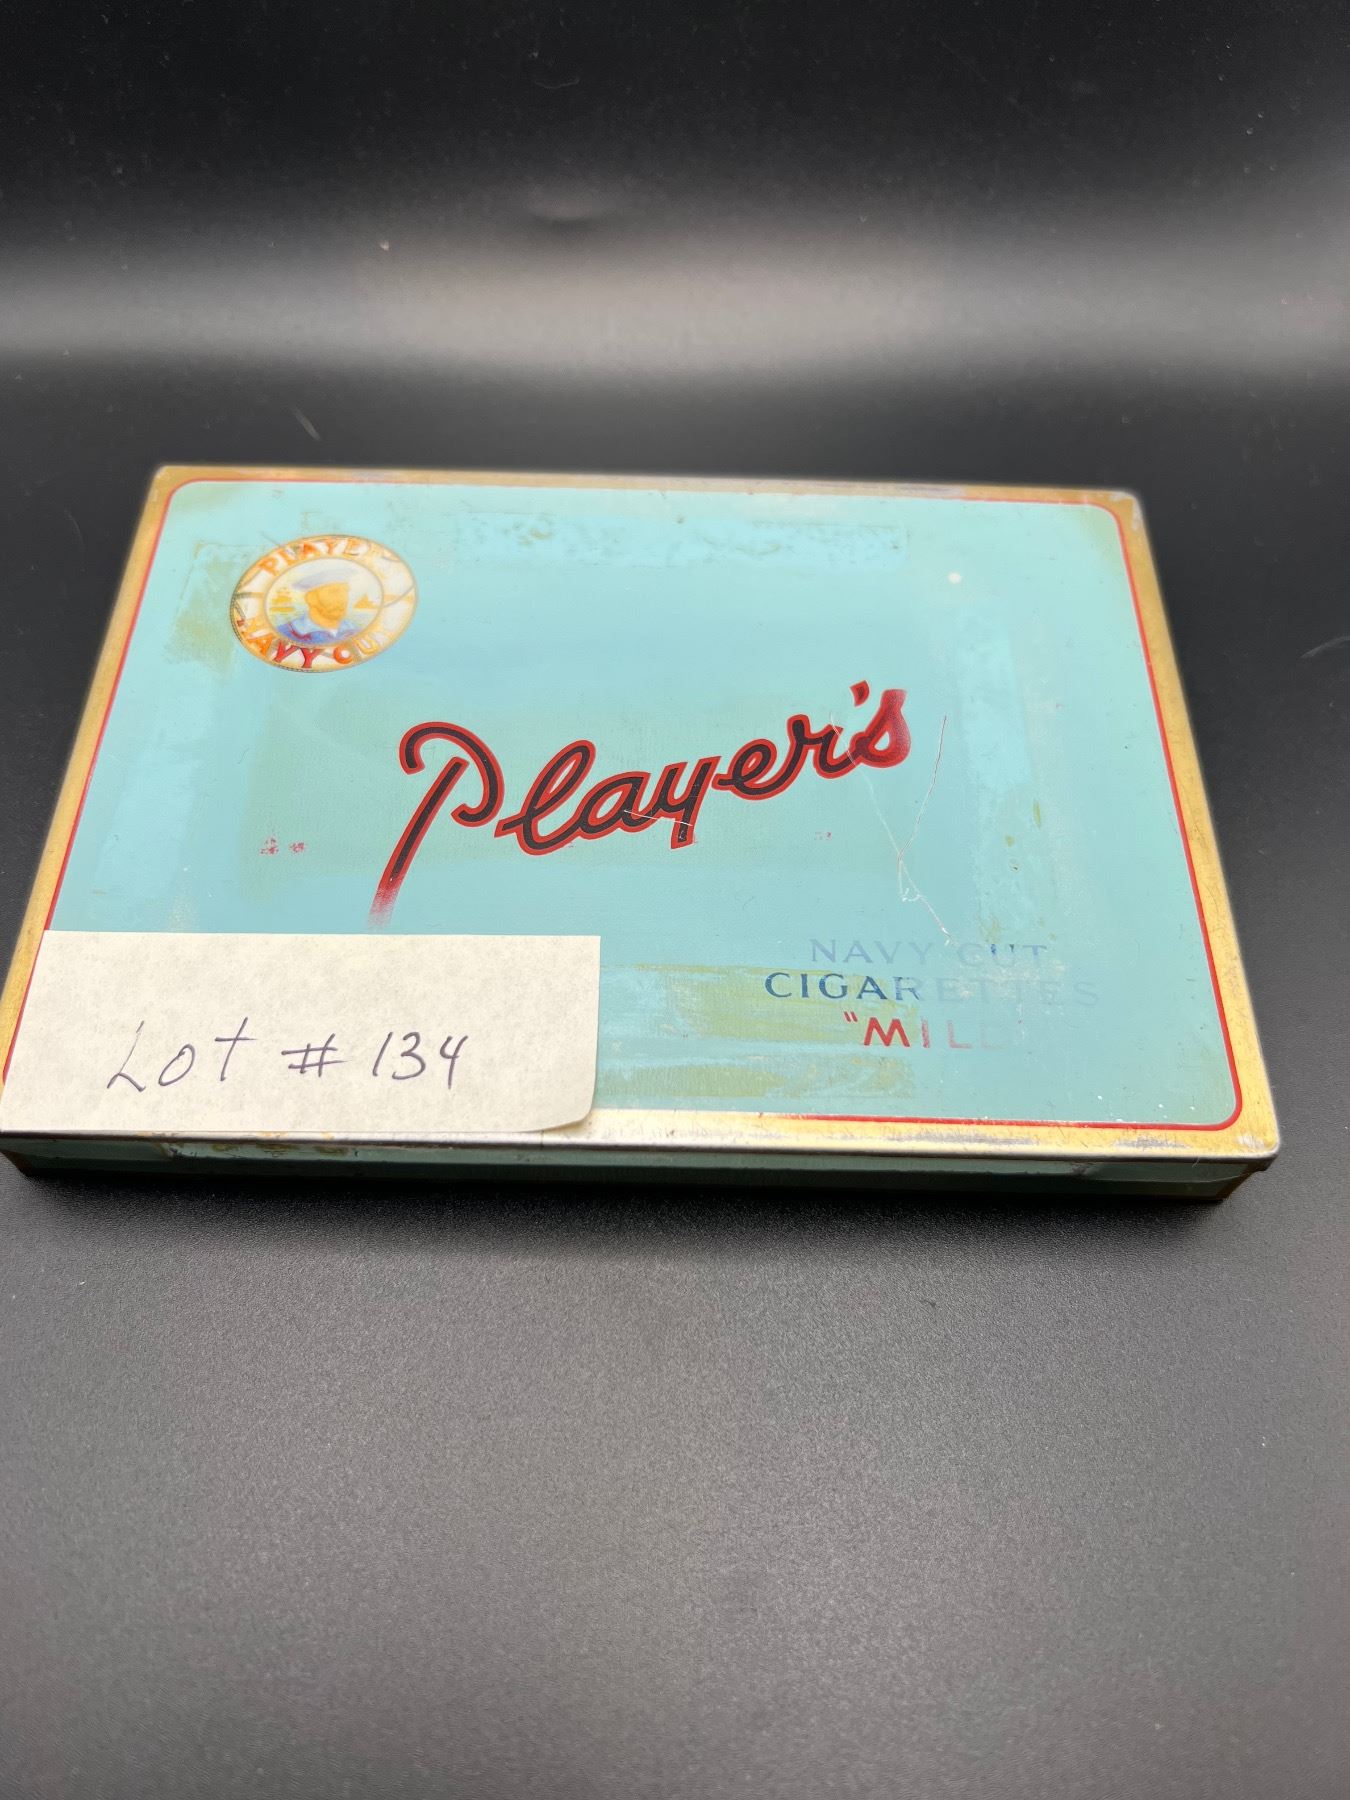 PLAYER'S
NAVY CUT
Player's
NAVY CUT
CIGARETTES
"MILD
Lot # 134